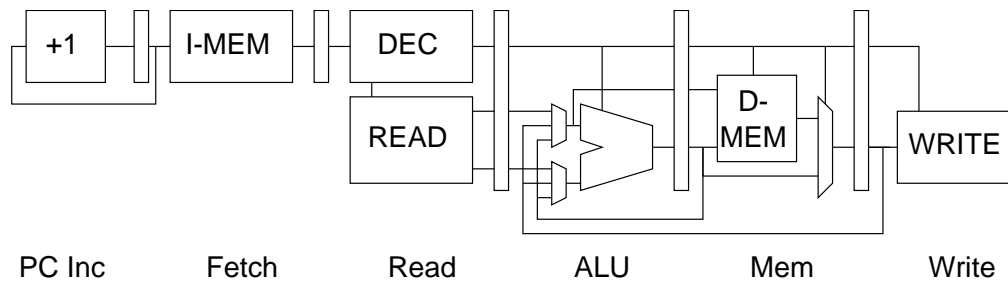 +1
I-MEM
DEC
READ
D-
MEM
WRITE
PC Inc
Fetch
Read
ALU
Mem
Write